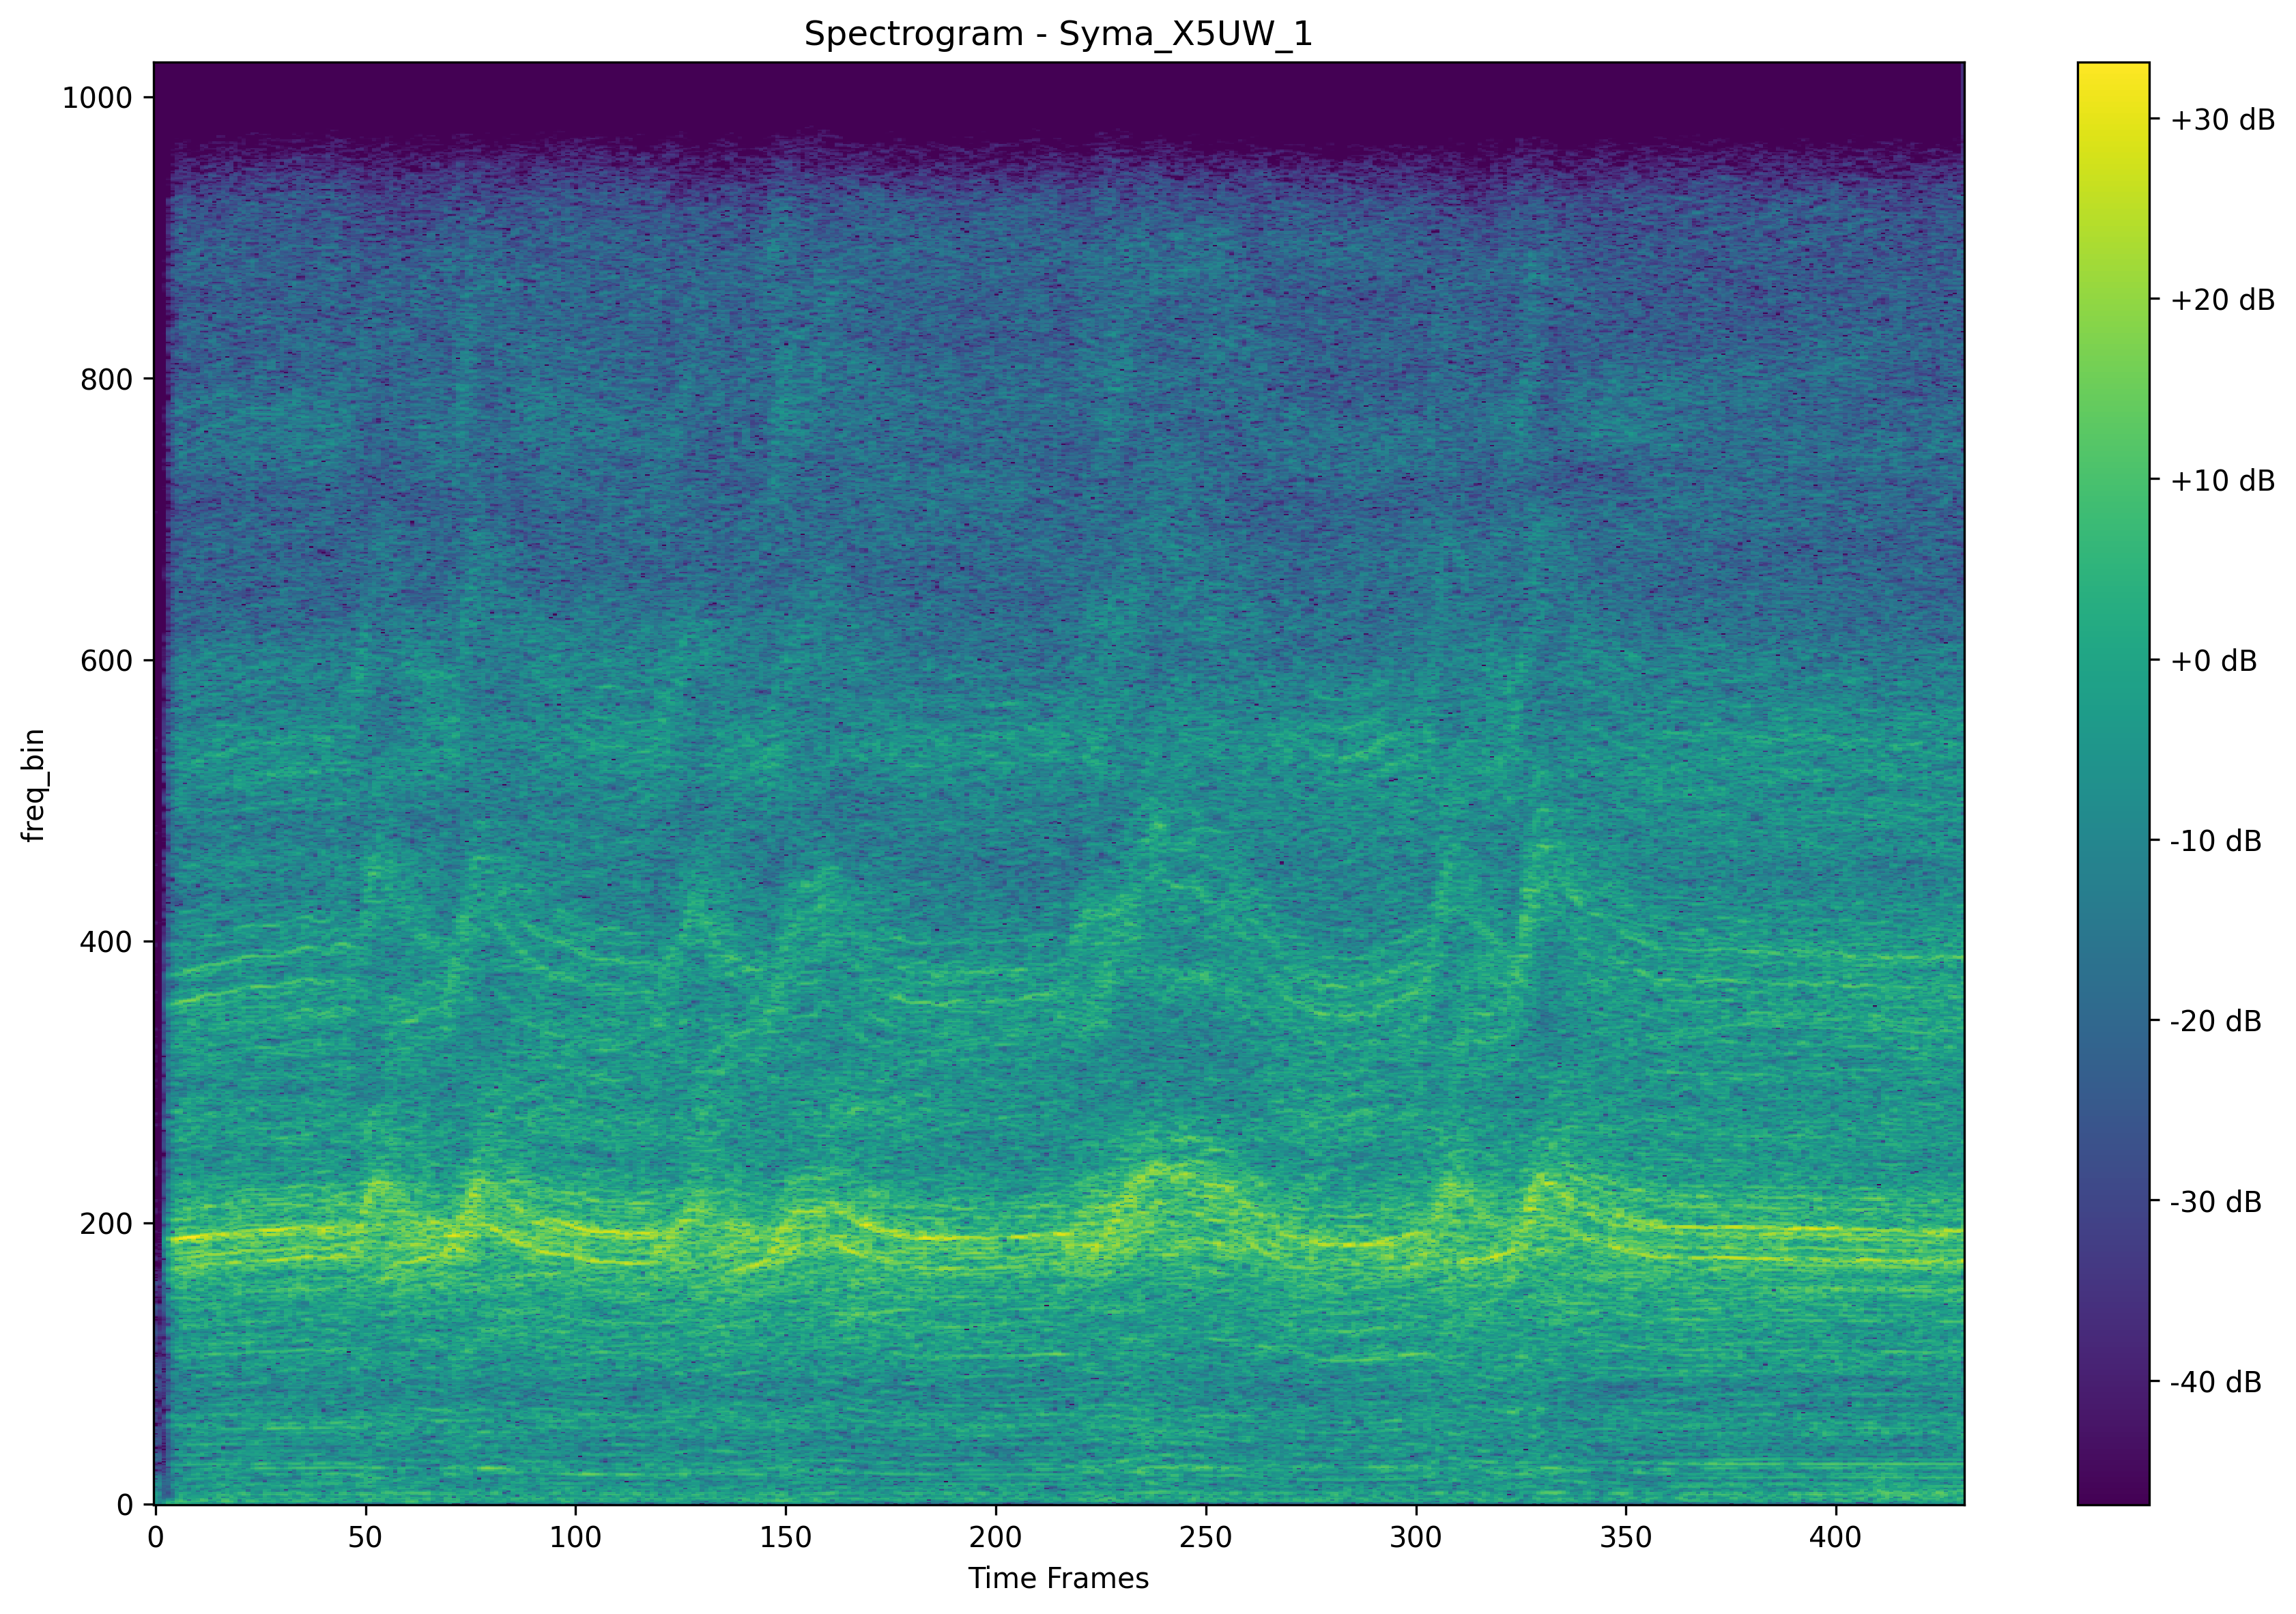 Spectrogram - Syma_X5UW_1
1000
800
600
400
200
0
freq_bin
0 50 100 150 200 250 300 350 400
Time Frames
+30 dB
+20 dB
+10 dB
+0 dB
-10 dB
-20 dB
-30 dB
-40 dB